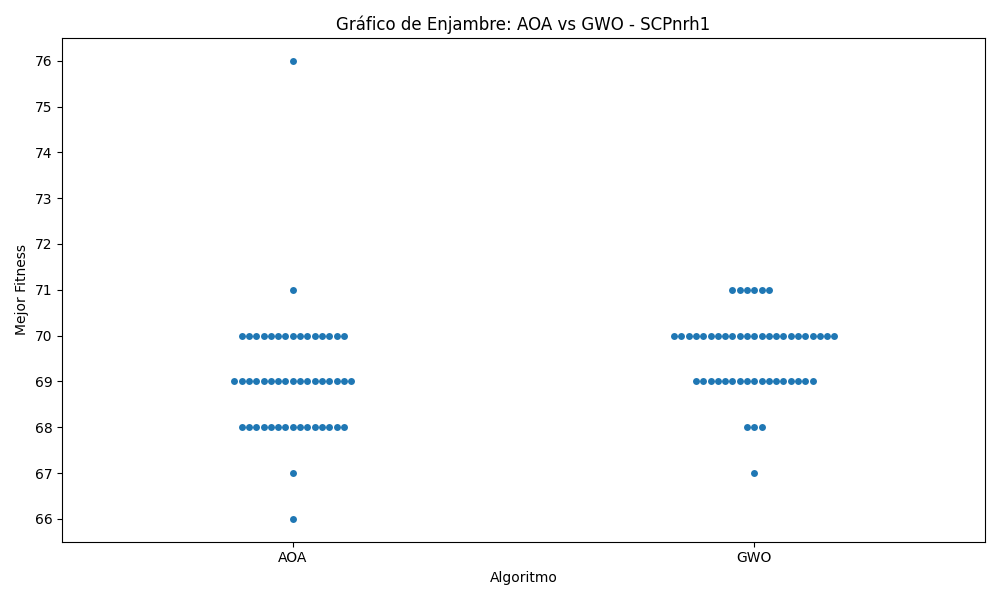 Gráfico de Enjambre: AOA vs GWO - SCPnrh1
76
75
74
73
72
71
70
69
68
67
66
Mejor Fitness
AOA
GWO
Algoritmo